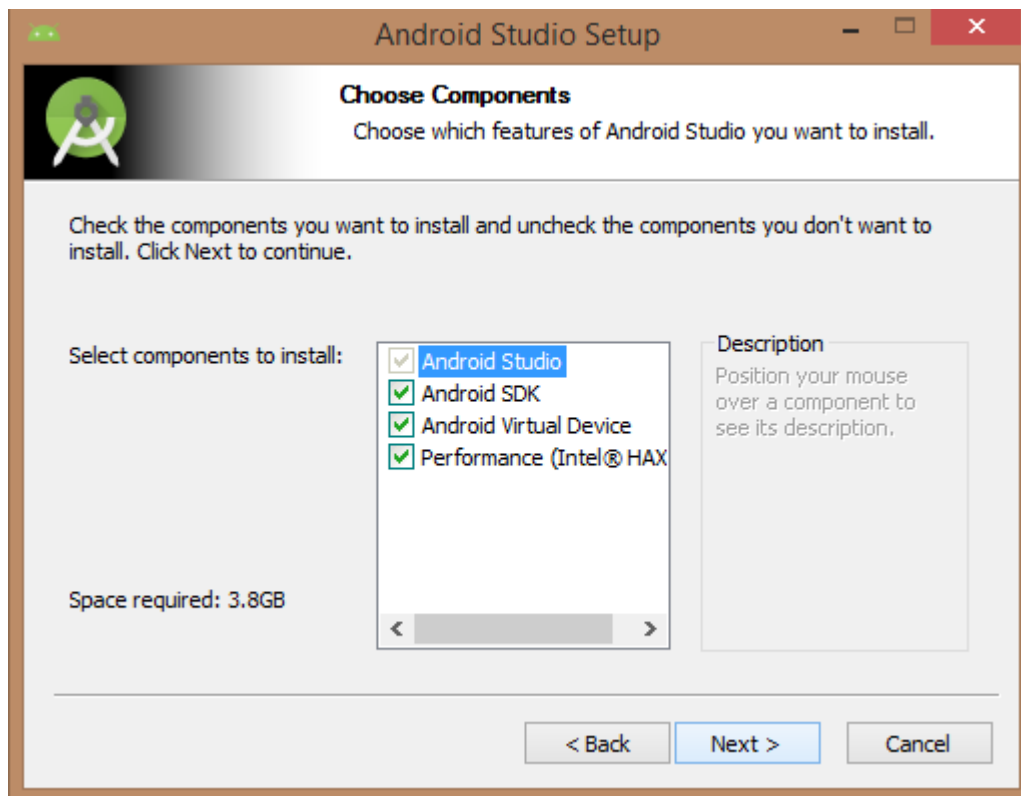 Android Studio Setup
Choose Components
Choose which features of Android Studio you want to install.
Check the components you want to install and uncheck the components you don't want to
install. Click Next to continue.
Select components to install:
Android Studio
Android SDK
Android Virtual Device
Performance (Intel® HAX
Description
Position your mouse
over a component to
see its description.
Space required: 3.8GB
< Back
Next >
Cancel